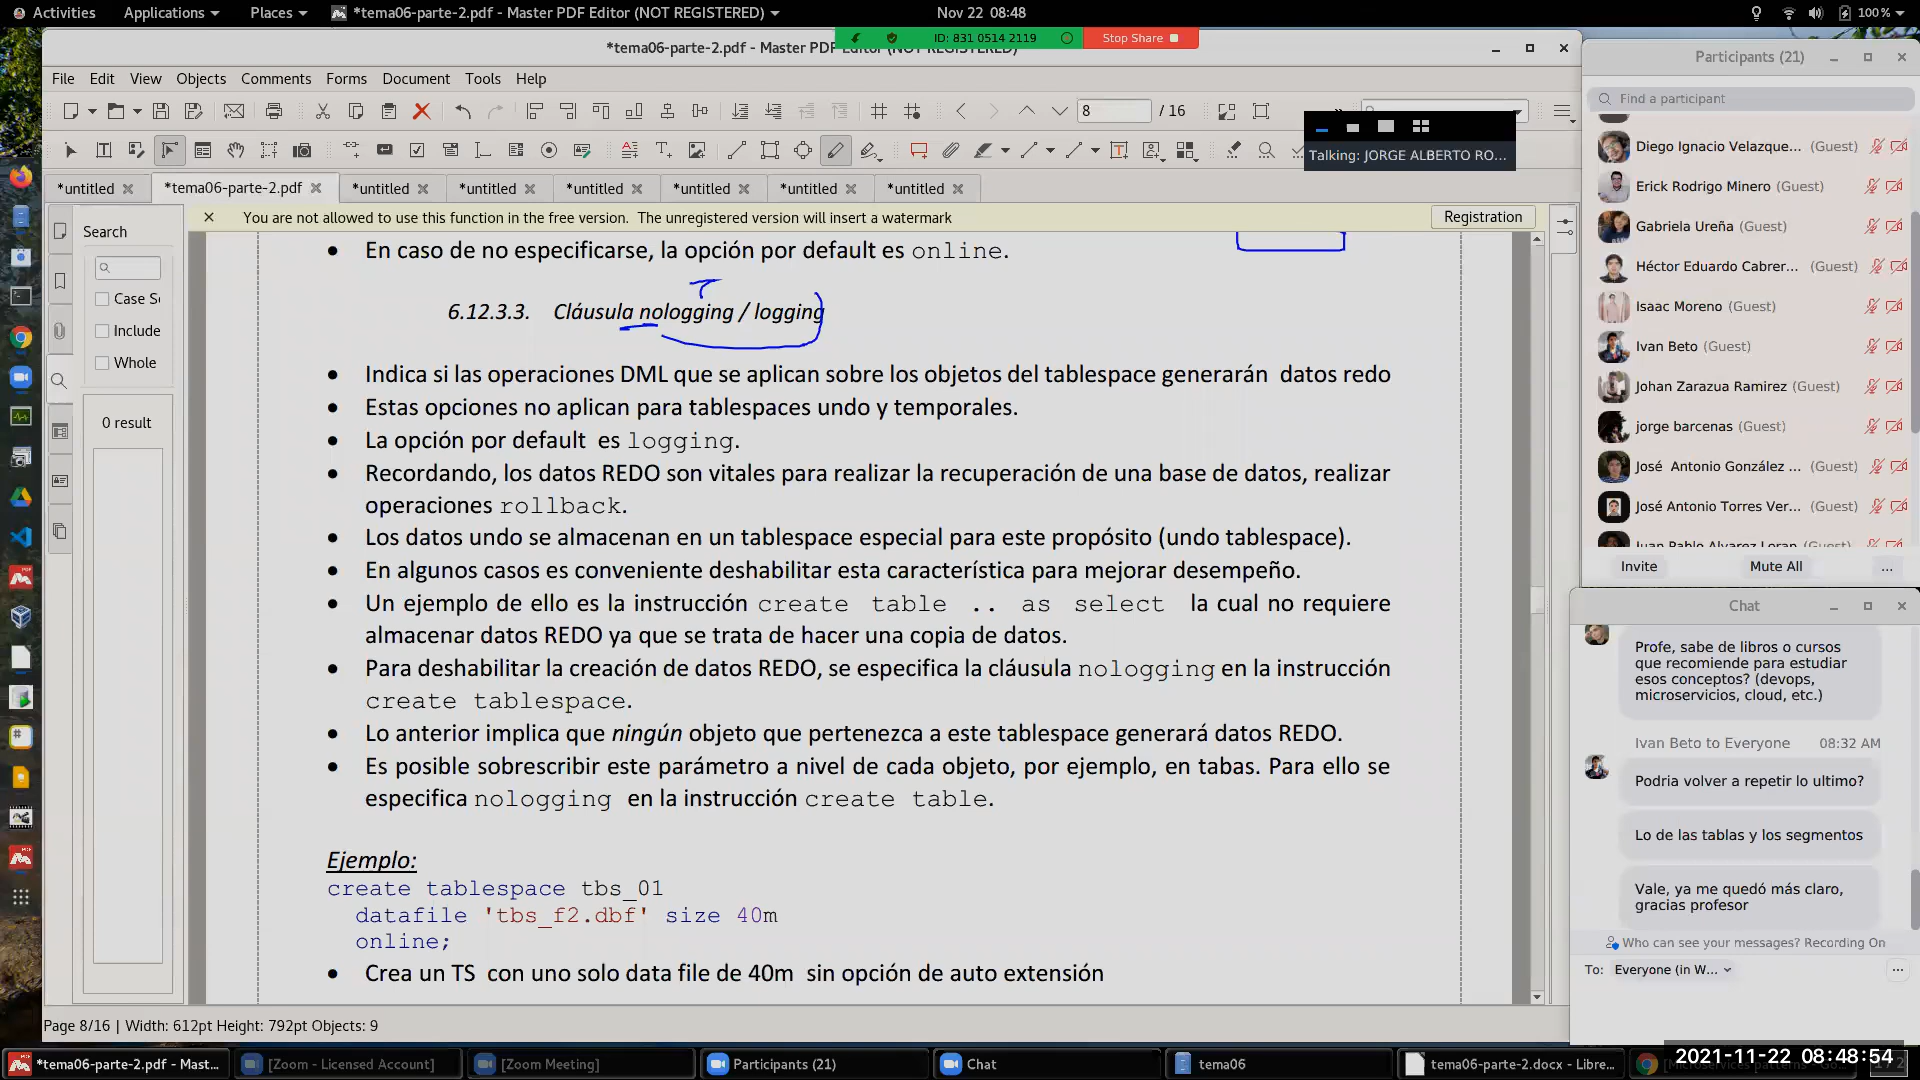 Activities
Applications
Places
*tema06-parte-2.pdf - Master PDF Editor (NOT REGISTERED)
Nov 22 08:48
100%
*tema06-parte-2.pdf - Master PDF Editor (NOT REGISTERED)
ID: 831 0514 2119
Stop Share
File Edit View Objects Comments Forms Document Tools Help
8 / 16
Talking: JORGE ALBERTO RO...
*untitled *tema06-parte-2.pdf *untitled *untitled *untitled *untitled *untitled *untitled
You are not allowed to use this function in the free version. The unregistered version will insert a watermark
Registration
Search
Case S
Include
Whole
0 result
• En caso de no especificarse, la opción por default es online.
6.12.3.3. Cláusula nologging / logging
• Indica si las operaciones DML que se aplican sobre los objetos del tablespace generarán datos redo
• Estas opciones no aplican para tablespaces undo y temporales.
• La opción por default es logging.
• Recordando, los datos REDO son vitales para realizar la recuperación de una base de datos, realizar
operaciones rollback.
• Los datos undo se almacenan en un tablespace especial para este propósito (undo tablespace).
• En algunos casos es conveniente deshabilitar esta característica para mejorar desempeño.
• Un ejemplo de ello es la instrucción create table .. as select la cual no requiere
almacenar datos REDO ya que se trata de hacer una copia de datos.
• Para deshabilitar la creación de datos REDO, se especifica la cláusula nologging en la instrucción
create tablespace.
• Lo anterior implica que ningún objeto que pertenezca a este tablespace generará datos REDO.
• Es posible sobrescribir este parámetro a nivel de cada objeto, por ejemplo, en tabas. Para ello se
especifica nologging en la instrucción create table.
Ejemplo:
create tablespace tbs_01
datafile 'tbs_f2.dbf' size 40m
online;
• Crea un TS con uno solo data file de 40m sin opción de auto extensión
Page 8/16 | Width: 612pt Height: 792pt Objects: 9
Participants (21)
Find a participant
Diego Ignacio Velazque... (Guest)
Erick Rodrigo Minero (Guest)
Gabriela Ureña (Guest)
Héctor Eduardo Cabrer... (Guest)
Isaac Moreno (Guest)
Ivan Beto (Guest)
Johan Zarazua Ramirez (Guest)
jorge barcenas (Guest)
José Antonio González ... (Guest)
José Antonio Torres Ver... (Guest)
Invite
Mute All
...
Chat
Profe, sabe de libros o cursos
que recomiende para estudiar
esos conceptos? (devops,
microservicios, cloud, etc.)
Ivan Beto to Everyone 08:32 AM
Podria volver a repetir lo ultimo?
Lo de las tablas y los segmentos
Vale, ya me quedó más claro,
gracias profesor
Who can see your messages? Recording On
To: Everyone (in W...
*tema06-parte-2.pdf - Mast...
[Zoom - Licensed Account]
[Zoom Meeting]
Participants (21)
Chat
tema06
tema06-parte-2.docx - Libre...
2021-11-22 08:48:54